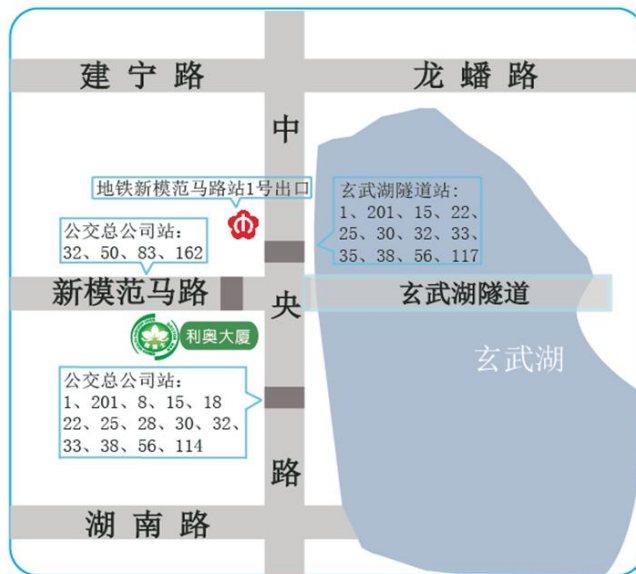 建宁路
龙蟠路
中央路
地铁新模范马路站1号出口
玄武湖隧道站:
1、201、15、22、
25、30、32、33、
35、38、56、117
公交总公司站:
32、50、83、162
新模范马路
玄武湖隧道
利奥大厦
玄武湖
公交总公司站:
1、201、8、15、18
22、25、28、30、32、
33、38、56、114
湖南路